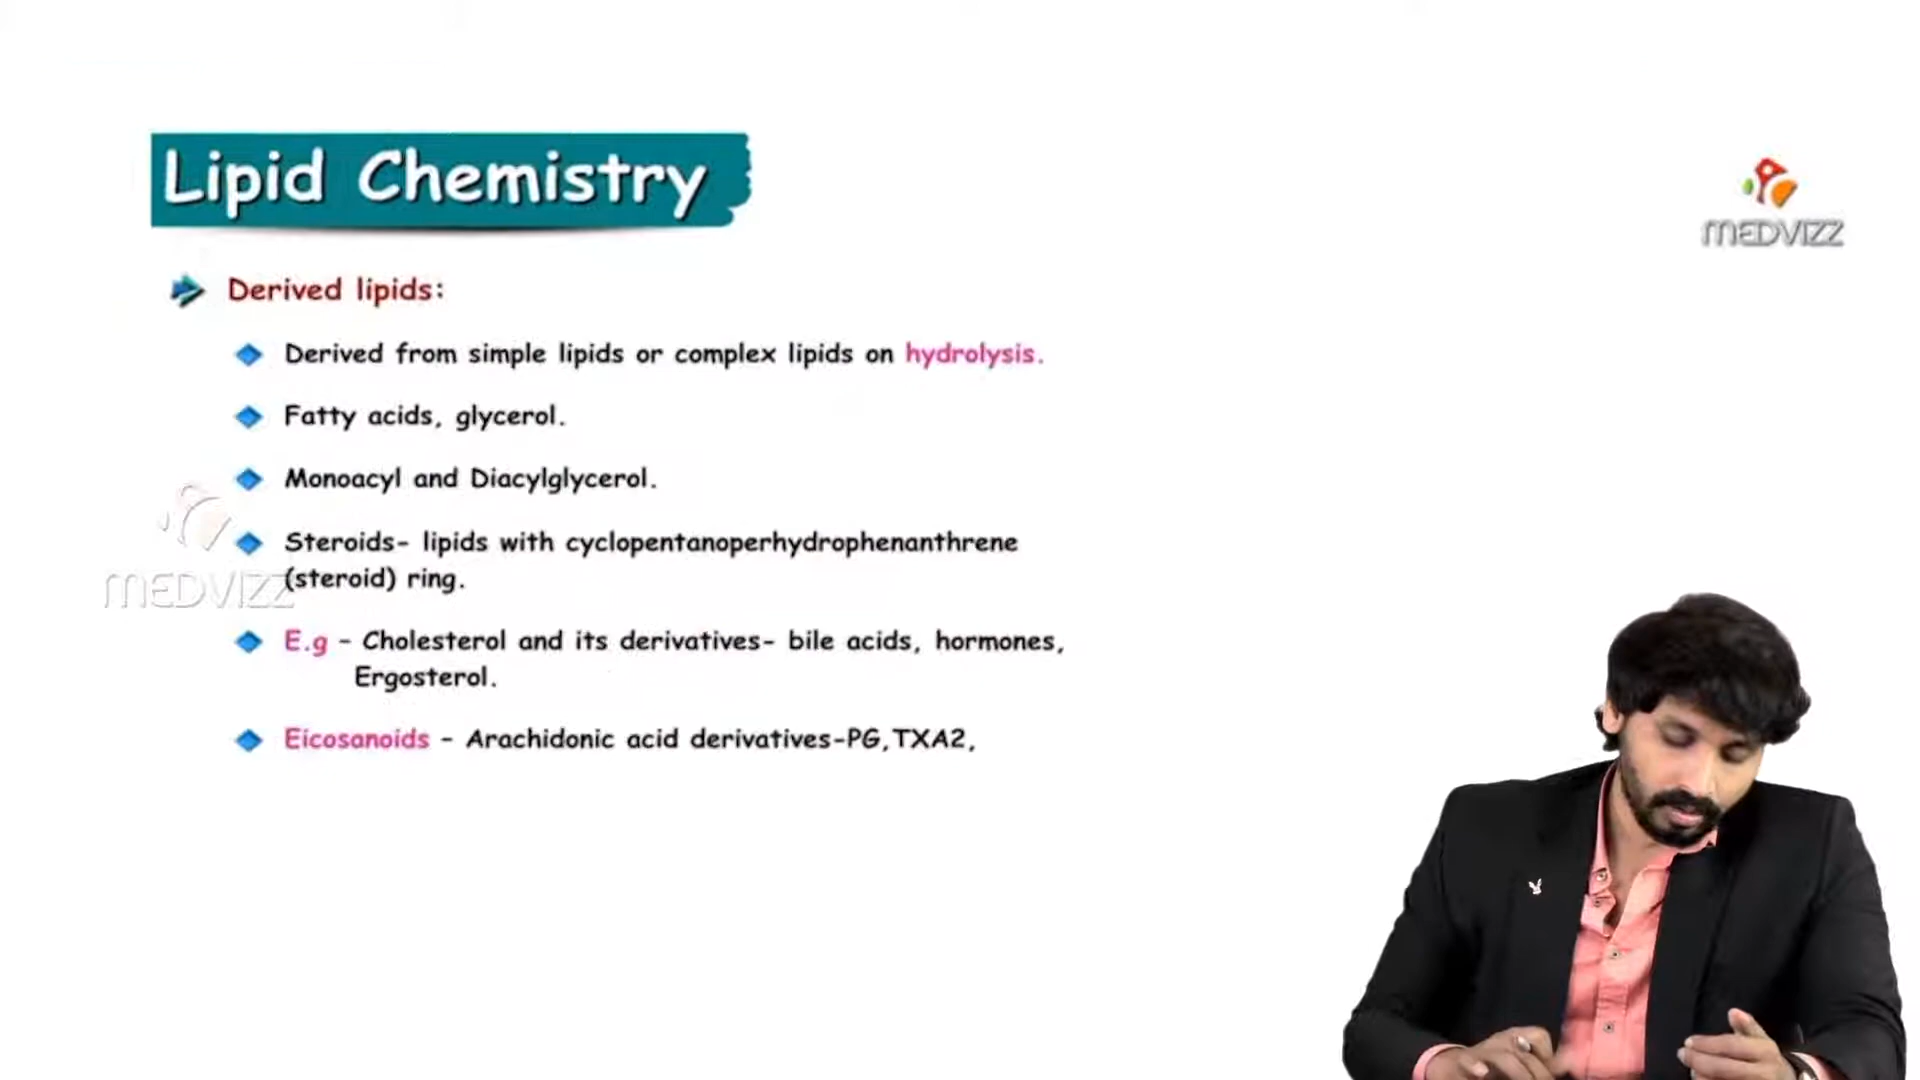 Lipid Chemistry
MEDVIZZ
Derived lipids:
Derived from simple lipids or complex lipids on hydrolysis.
Fatty acids, glycerol.
Monoacyl and Diacylglycerol.
Steroids- lipids with cyclopentanoperhydrophenanthrene
(steroid) ring.
MEDVIZZ
E.g - Cholesterol and its derivatives- bile acids, hormones,
Ergosterol.
Eicosanoids - Arachidonic acid derivatives-PG,TXA2,